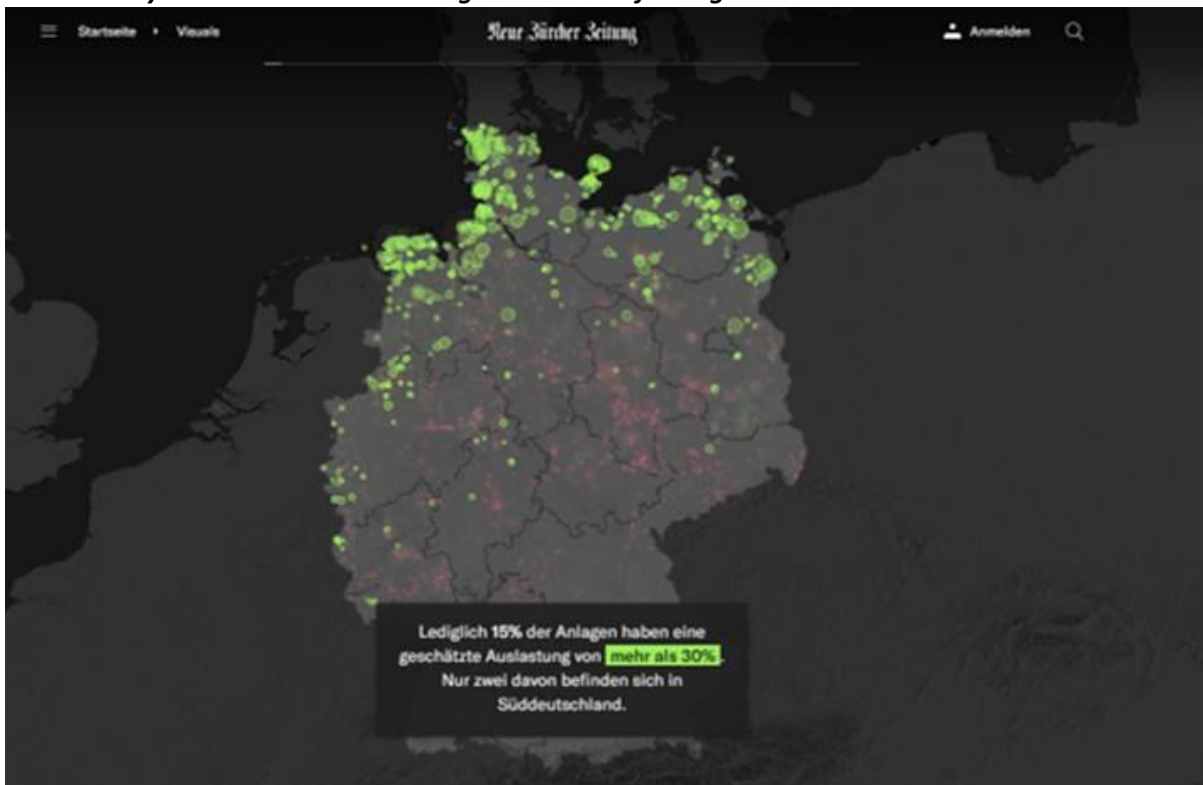 Startseite ▸ Visuals
Neue Zürcher Zeitung
Anmelden
Lediglich 15% der Anlagen haben eine
geschätzte Auslastung von mehr als 30%.
Nur zwei davon befinden sich in
Süddeutschland.